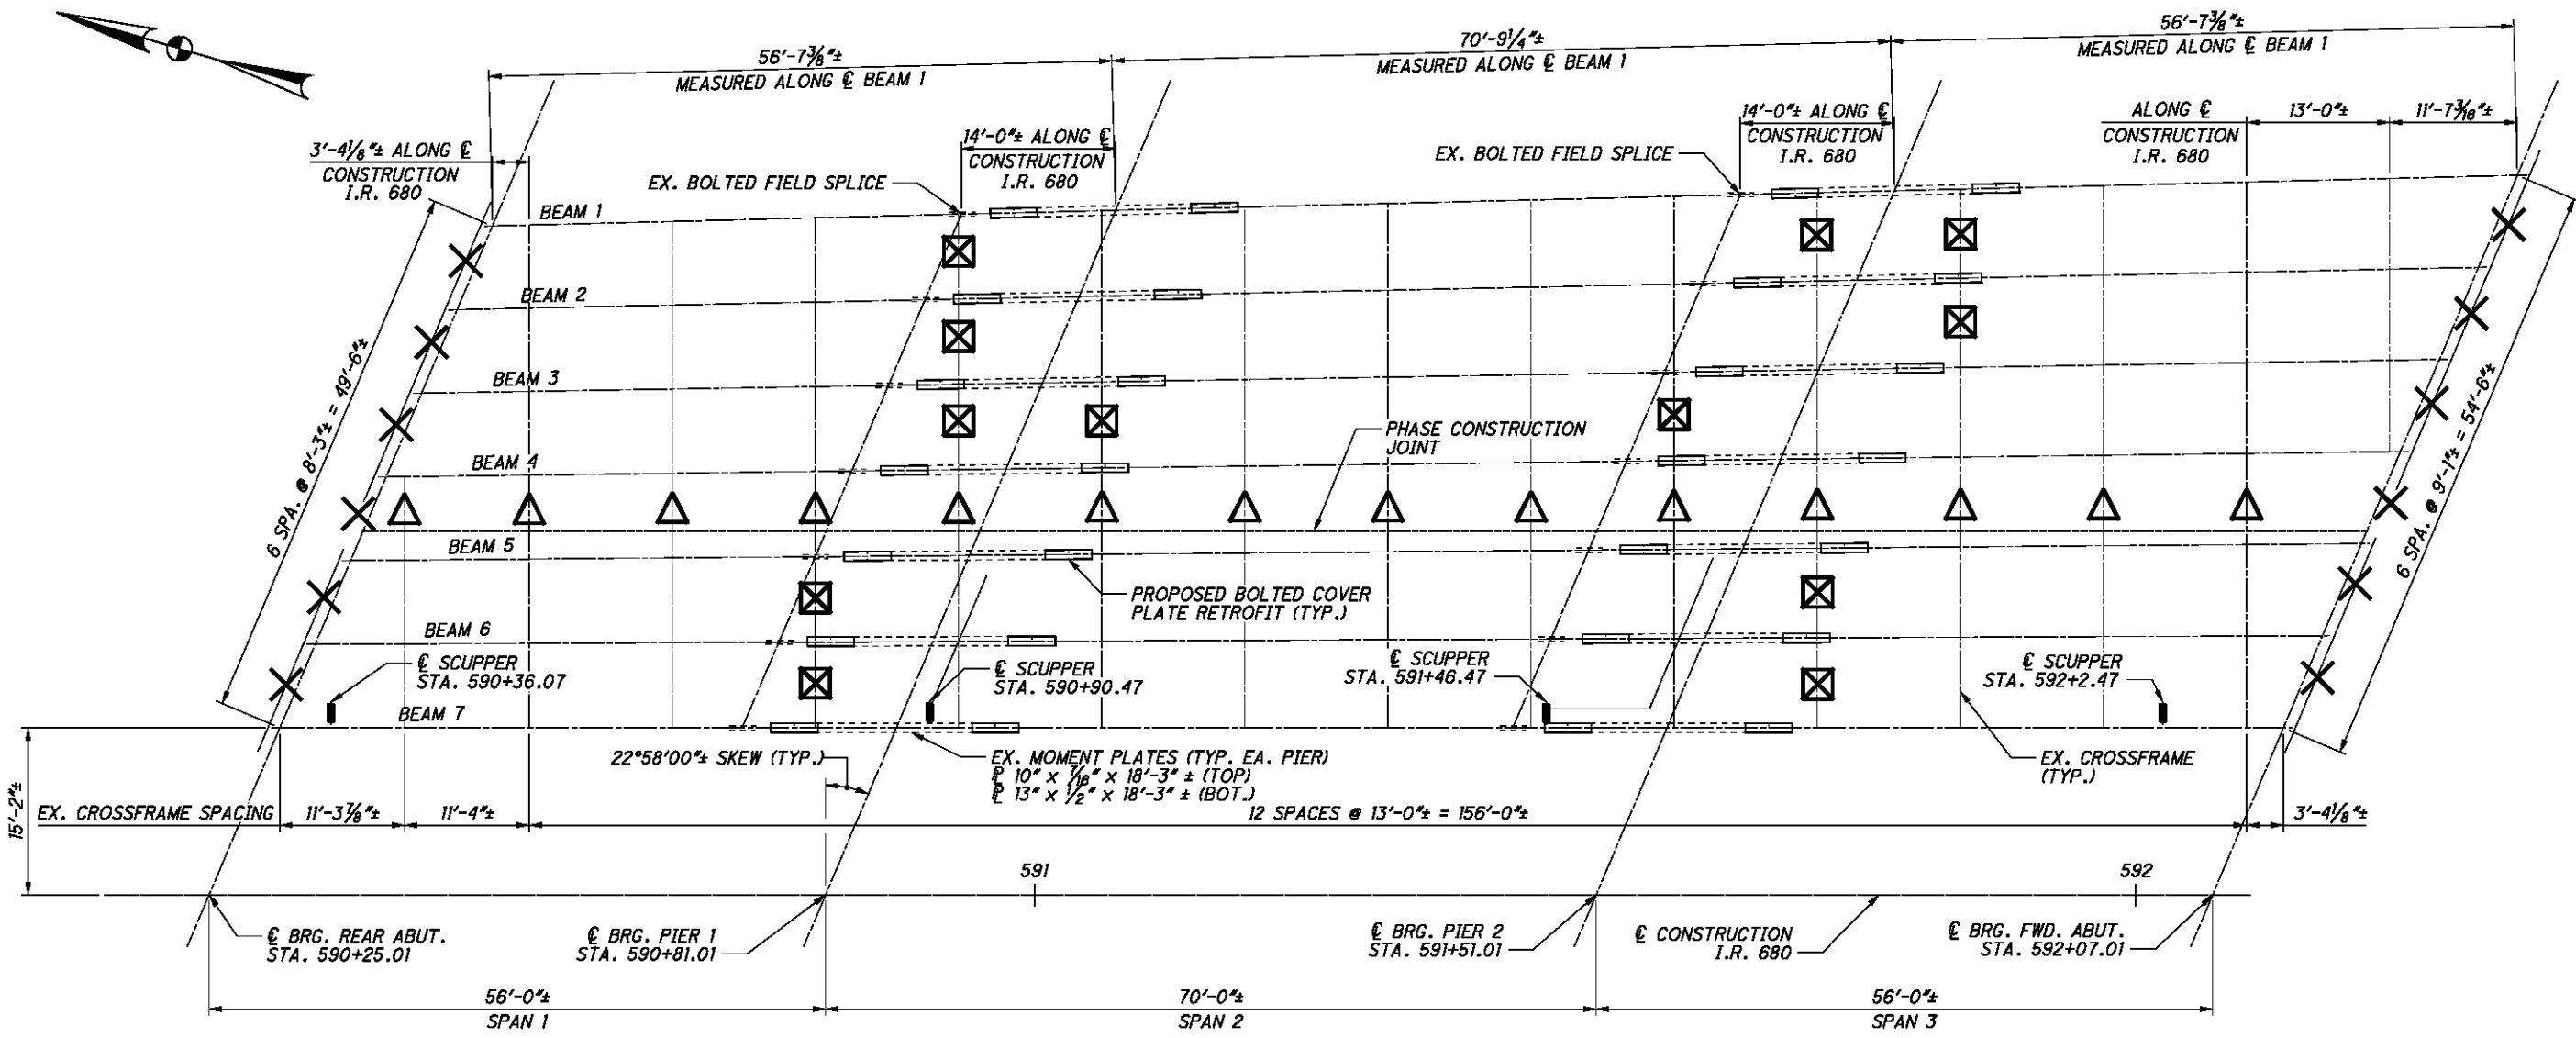 56'-7⅜"±
MEASURED ALONG ℄ BEAM 1
70'-9¼"±
MEASURED ALONG ℄ BEAM 1
56'-7⅜"±
MEASURED ALONG ℄ BEAM 1
3'-4⅛"± ALONG ℄
CONSTRUCTION
I.R. 680
14'-0"± ALONG ℄
CONSTRUCTION
I.R. 680
14'-0"± ALONG ℄
CONSTRUCTION
I.R. 680
ALONG ℄
CONSTRUCTION
I.R. 680
13'-0"±
11'-7 3/16"±
EX. BOLTED FIELD SPLICE
EX. BOLTED FIELD SPLICE
BEAM 1
BEAM 2
BEAM 3
BEAM 4
BEAM 5
BEAM 6
BEAM 7
6 SPA. @ 8'-3"± = 49'-6"±
6 SPA. @ 9'-1"± = 54'-6"±
PHASE CONSTRUCTION
JOINT
PROPOSED BOLTED COVER
PLATE RETROFIT (TYP.)
℄ SCUPPER
STA. 590+36.07
℄ SCUPPER
STA. 590+90.47
℄ SCUPPER
STA. 591+46.47
℄ SCUPPER
STA. 592+2.47
22°58'00"± SKEW (TYP.)
EX. MOMENT PLATES (TYP. EA. PIER)
℄ 10" X 7/16" X 18'-3" ± (TOP)
℄ 13" X ½" X 18'-3" ± (BOT.)
EX. CROSSFRAME
(TYP.)
15'-2"±
EX. CROSSFRAME SPACING
11'-3⅞"±
11'-4"±
12 SPACES @ 13'-0"± = 156'-0"±
3'-4⅛"±
591
592
℄ BRG. REAR ABUT.
STA. 590+25.01
℄ BRG. PIER 1
STA. 590+81.01
℄ BRG. PIER 2
STA. 591+51.01
℄ CONSTRUCTION
I.R. 680
℄ BRG. FWD. ABUT.
STA. 592+07.01
56'-0"±
SPAN 1
70'-0"±
SPAN 2
56'-0"±
SPAN 3